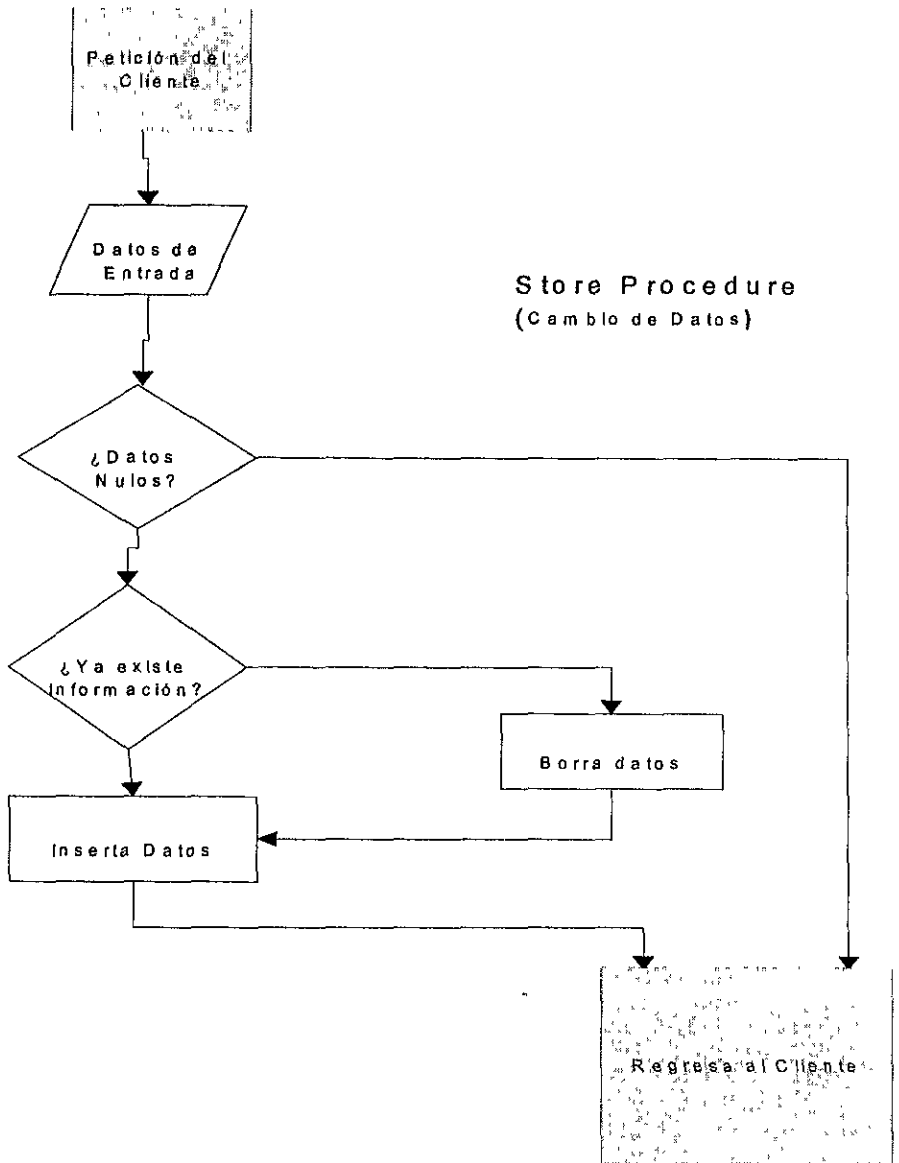 Petición del
Cliente
Datos de
Entrada
Store Procedure
(Cambio de Datos)
¿Datos
Nulos?
¿Ya existe
Información?
Borra datos
Inserta Datos
Regresa al Cliente